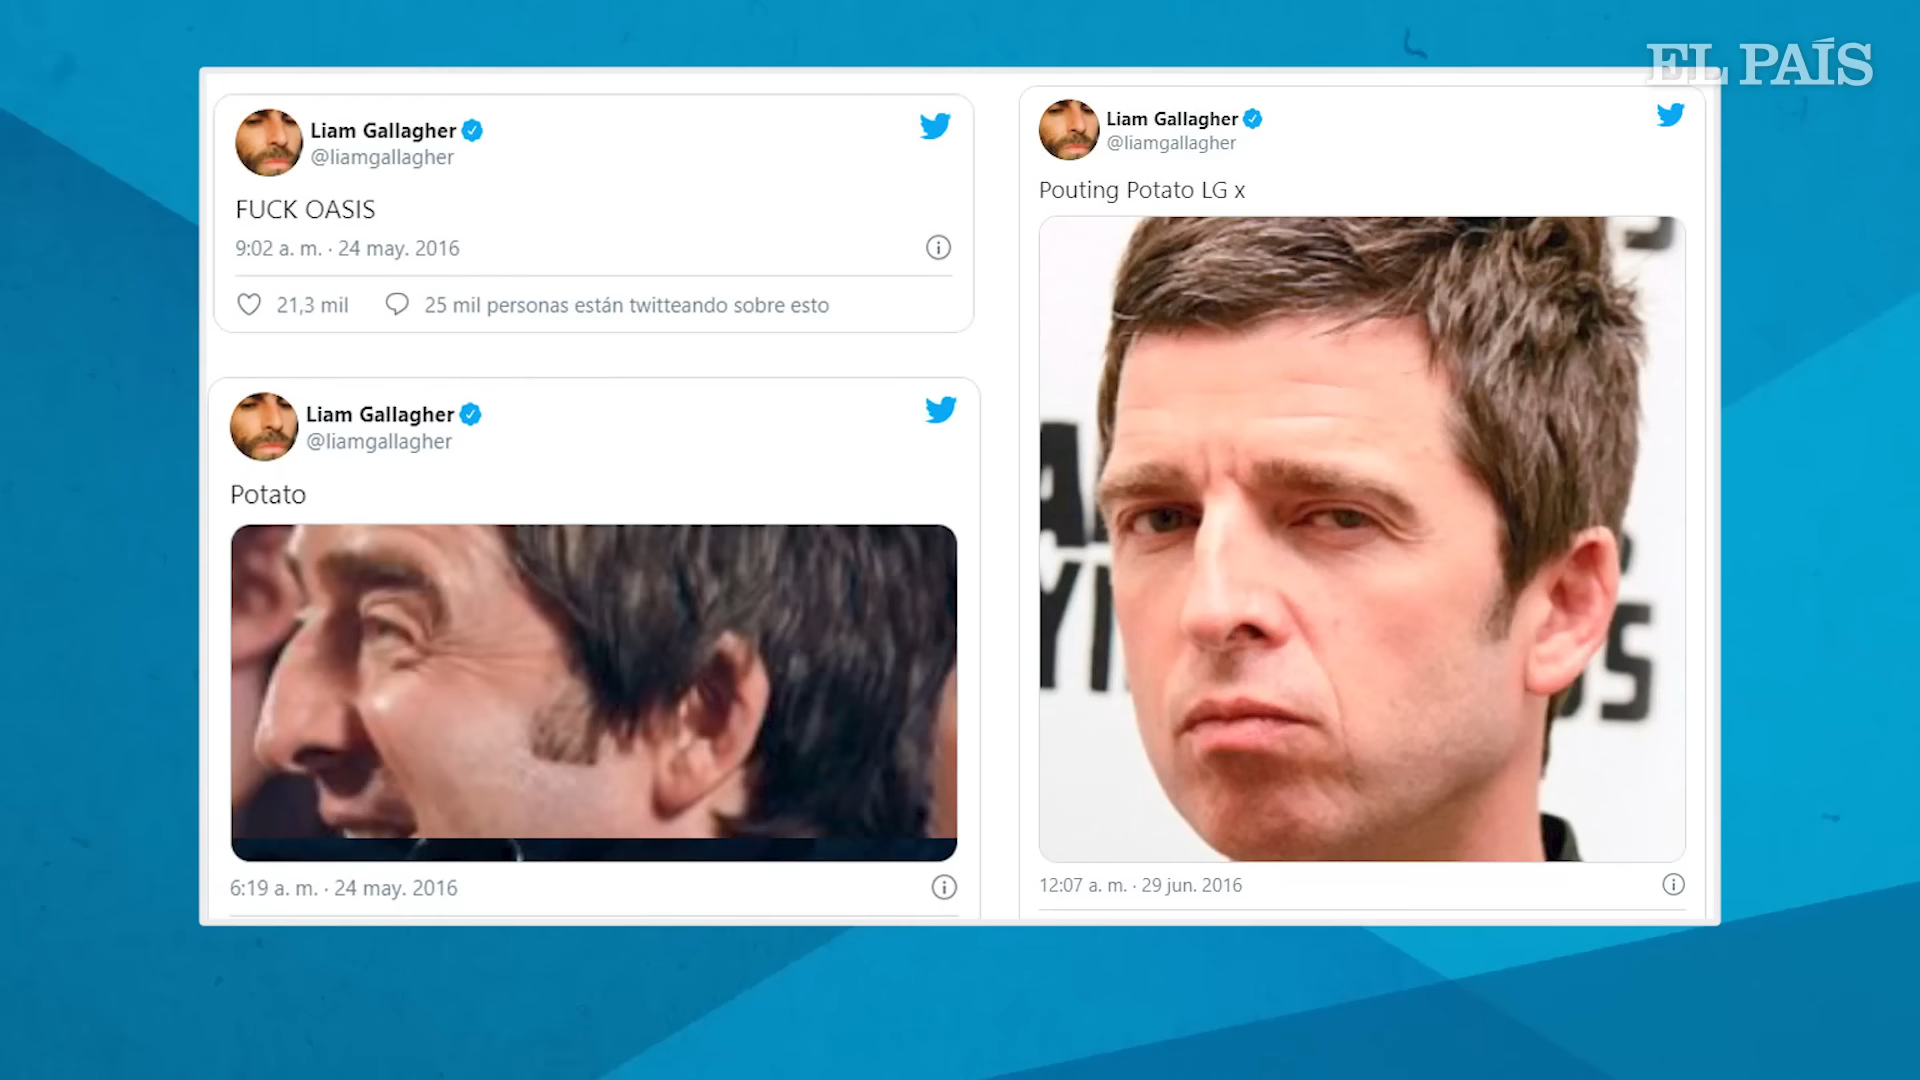 EL PAÍS
Liam Gallagher
@liamgallagher
FUCK OASIS
9:02 a. m. · 24 may. 2016
21,3 mil
25 mil personas están twitteando sobre esto
Liam Gallagher
@liamgallagher
Potato
6:19 a. m. · 24 may. 2016
Liam Gallagher
@liamgallagher
Pouting Potato LG x
12:07 a. m. · 29 jun. 2016